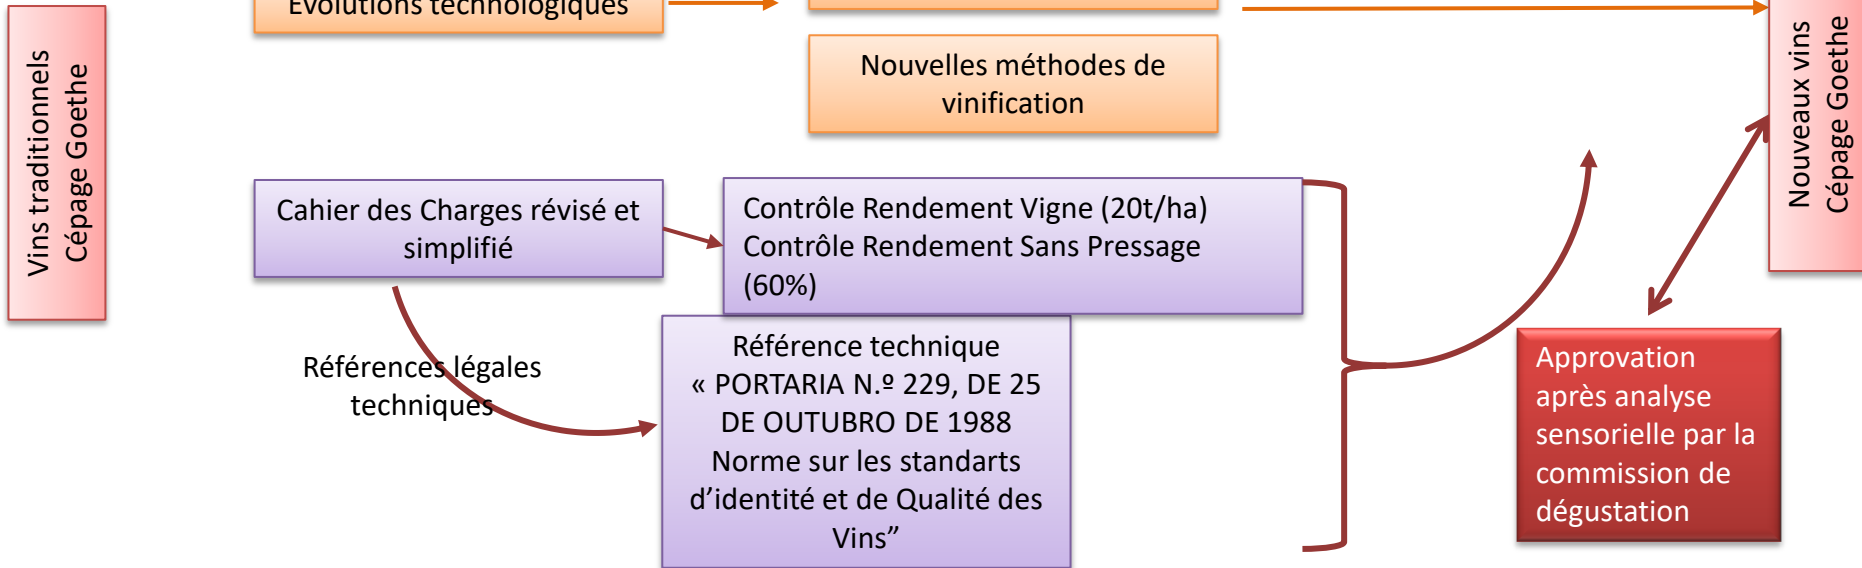 Vins traditionnels
Cépage Goethe
Evolutions technologiques
Nouvelles méthodes de
vinification
Nouveaux vins
Cépage Goethe
Cahier des Charges révisé et
simplifié
Contrôle Rendement Vigne (20t/ha)
Contrôle Rendement Sans Pressage
(60%)
Références légales
techniques
Référence technique
« PORTARIA N.º 229, DE 25
DE OUTUBRO DE 1988
Norme sur les standarts
d’identité et de Qualité des
Vins”
Approvation
après analyse
sensorielle par la
commission de
dégustation